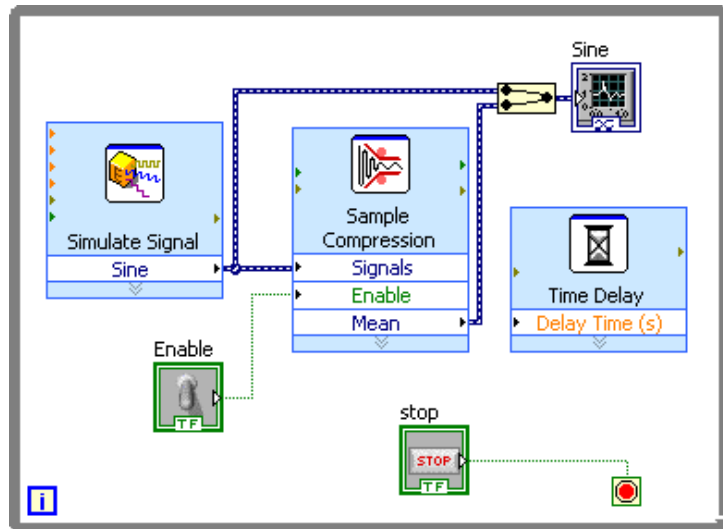 Sine
Simulate Signal
Sine
Sample
Compression
Signals
Enable
Mean
Time Delay
Delay Time (s)
Enable
TF
stop
STOP
TF
i